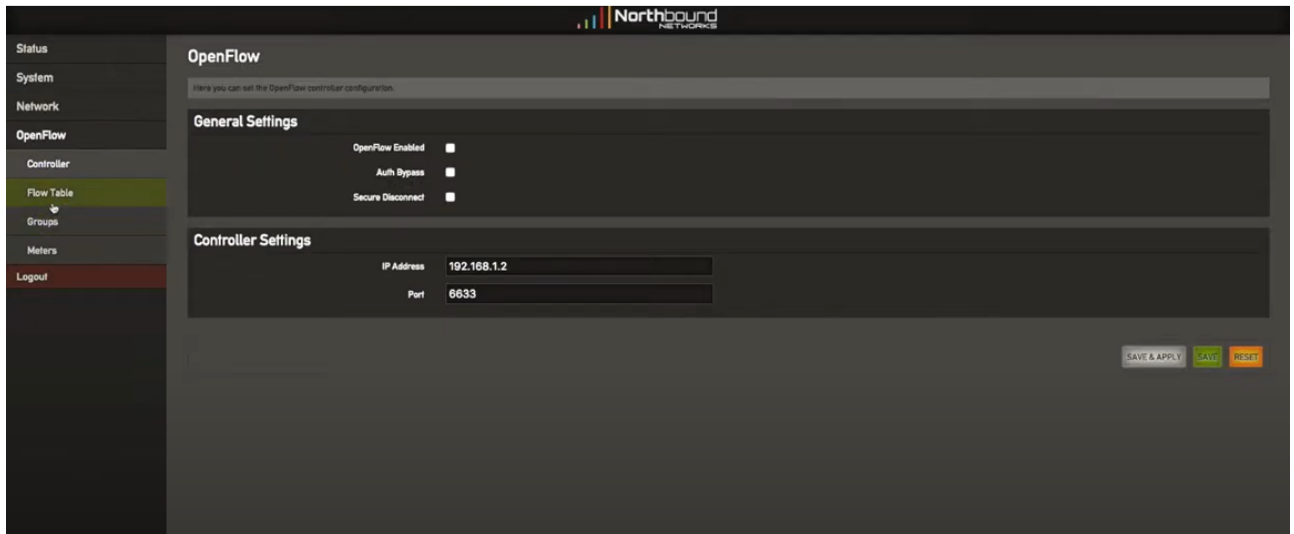 Northbound
NETWORKS
Status
System
Network
OpenFlow
Controller
Flow Table
Groups
Meters
Logout
OpenFlow
Here you can set the OpenFlow controller configuration.
General Settings
OpenFlow Enabled
Auth Bypass
Secure Disconnect
Controller Settings
IP Address 192.168.1.2
Port 6633
SAVE & APPLY SAVE RESET